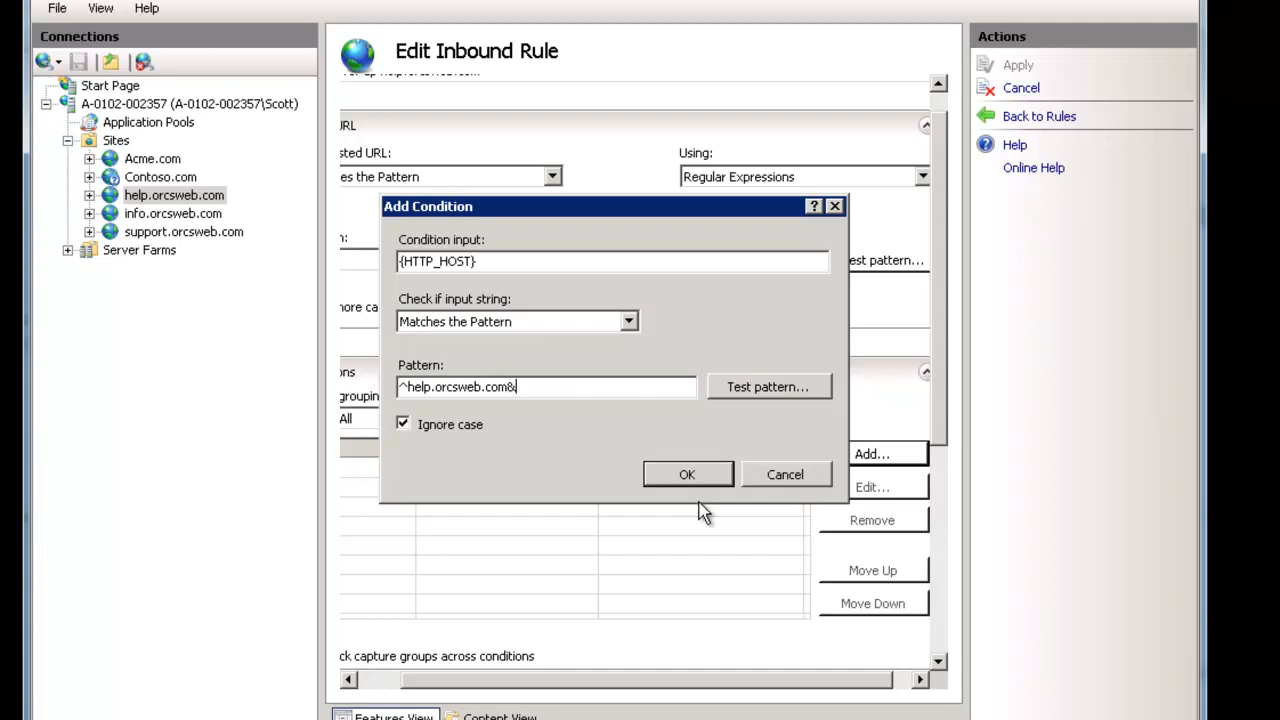 File View Help
Connections
Start Page
A-0102-002357 (A-0102-002357\Scott)
Application Pools
Sites
Acme.com
Contoso.com
help.orcsweb.com
info.orcsweb.com
support.orcsweb.com
Server Farms
Edit Inbound Rule
URL
sted URL:
Using:
es the Pattern
Regular Expressions
n:
est pattern...
nore ca
ons
groupin
All
Add Condition
Condition input:
{HTTP_HOST}
Check if input string:
Matches the Pattern
Pattern:
^help.orcsweb.com&
Test pattern...
Ignore case
OK
Cancel
Add...
Edit...
Remove
Move Up
Move Down
ck capture groups across conditions
Features View
Content View
Actions
Apply
Cancel
Back to Rules
Help
Online Help